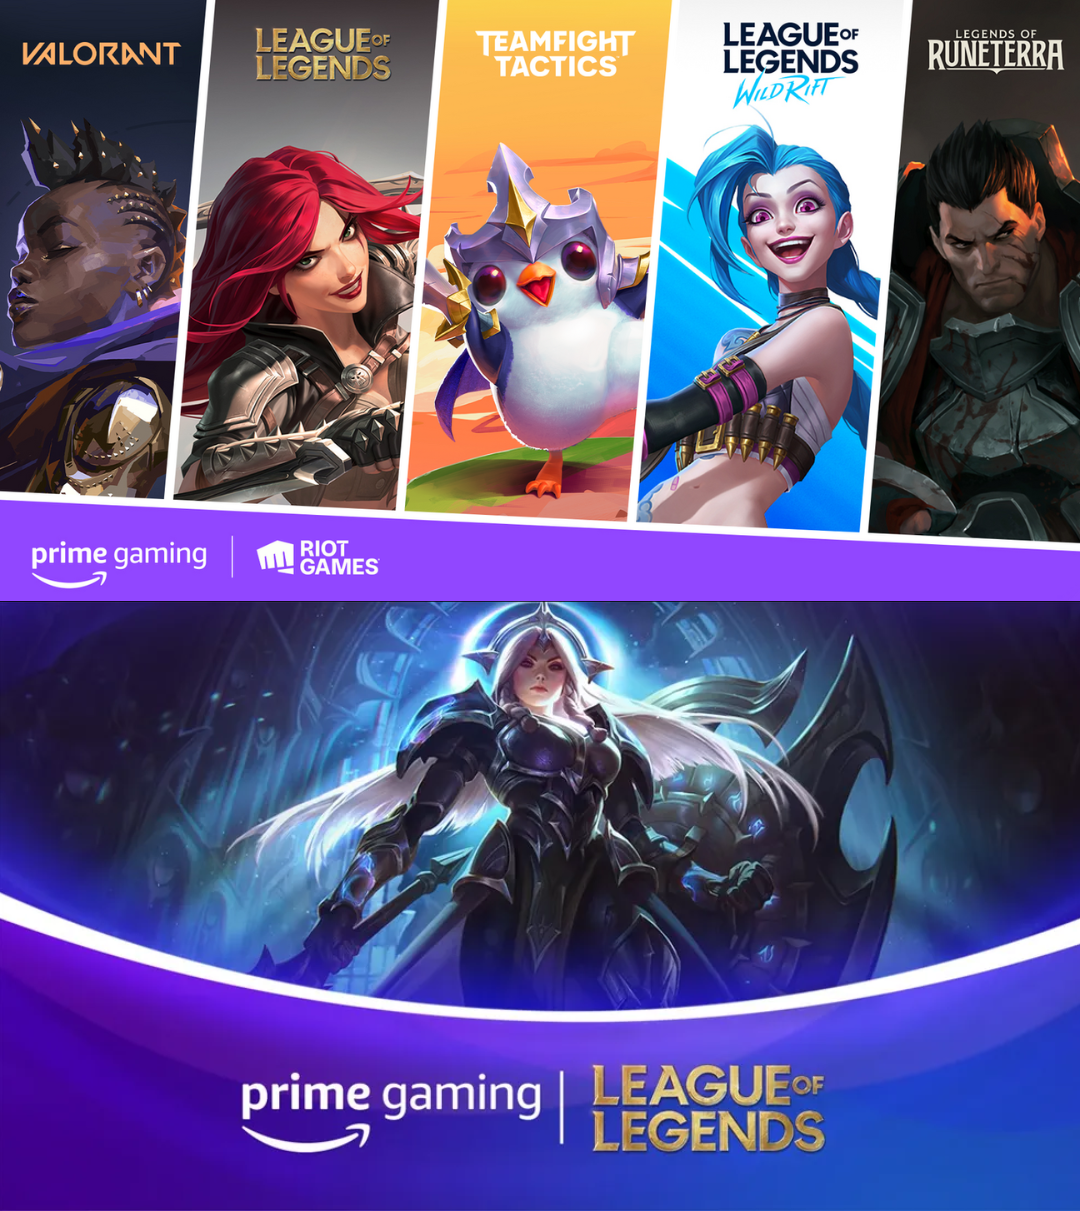 VALORANT
LEAGUE OF
LEGENDS
TEAMFIGHT
TACTICS
LEAGUE OF
LEGENDS
WILD RIFT
LEGENDS OF
RUNETERRA
prime gaming
RIOT
GAMES
prime gaming
LEAGUE OF
LEGENDS